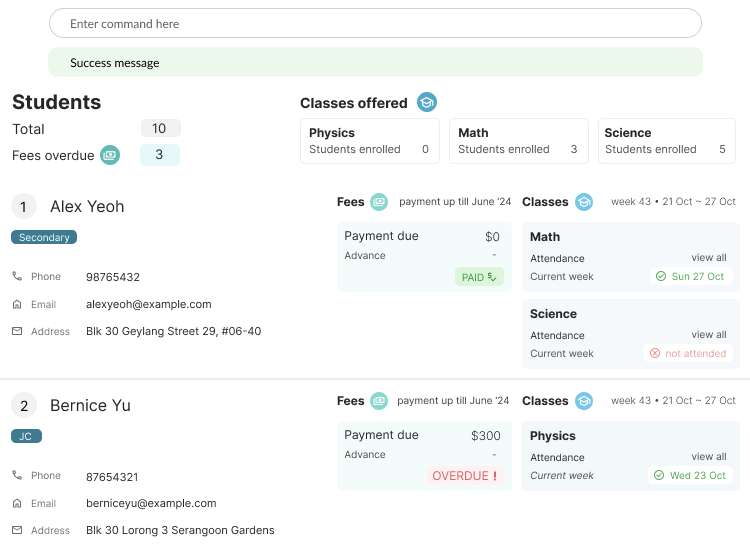 Enter command here
Success message
Students
Total 10
Fees overdue 3
Classes offered
Physics
Students enrolled 0
Math
Students enrolled 3
Science
Students enrolled 5
1 Alex Yeoh
Secondary
Phone 98765432
Email alexyeoh@example.com
Address Blk 30 Geylang Street 29, #06-40
Fees payment up till June ‘24
Payment due $0
Advance -
PAID
Classes week 43 • 21 Oct ~ 27 Oct
Math
Attendance view all
Current week Sun 27 Oct
Science
Attendance view all
Current week not attended
2 Bernice Yu
JC
Phone 87654321
Email berniceyu@example.com
Address Blk 30 Lorong 3 Serangoon Gardens
Fees payment up till June ‘24
Payment due $300
Advance -
OVERDUE !
Classes week 43 • 21 Oct ~ 27 Oct
Physics
Attendance view all
Current week Wed 23 Oct